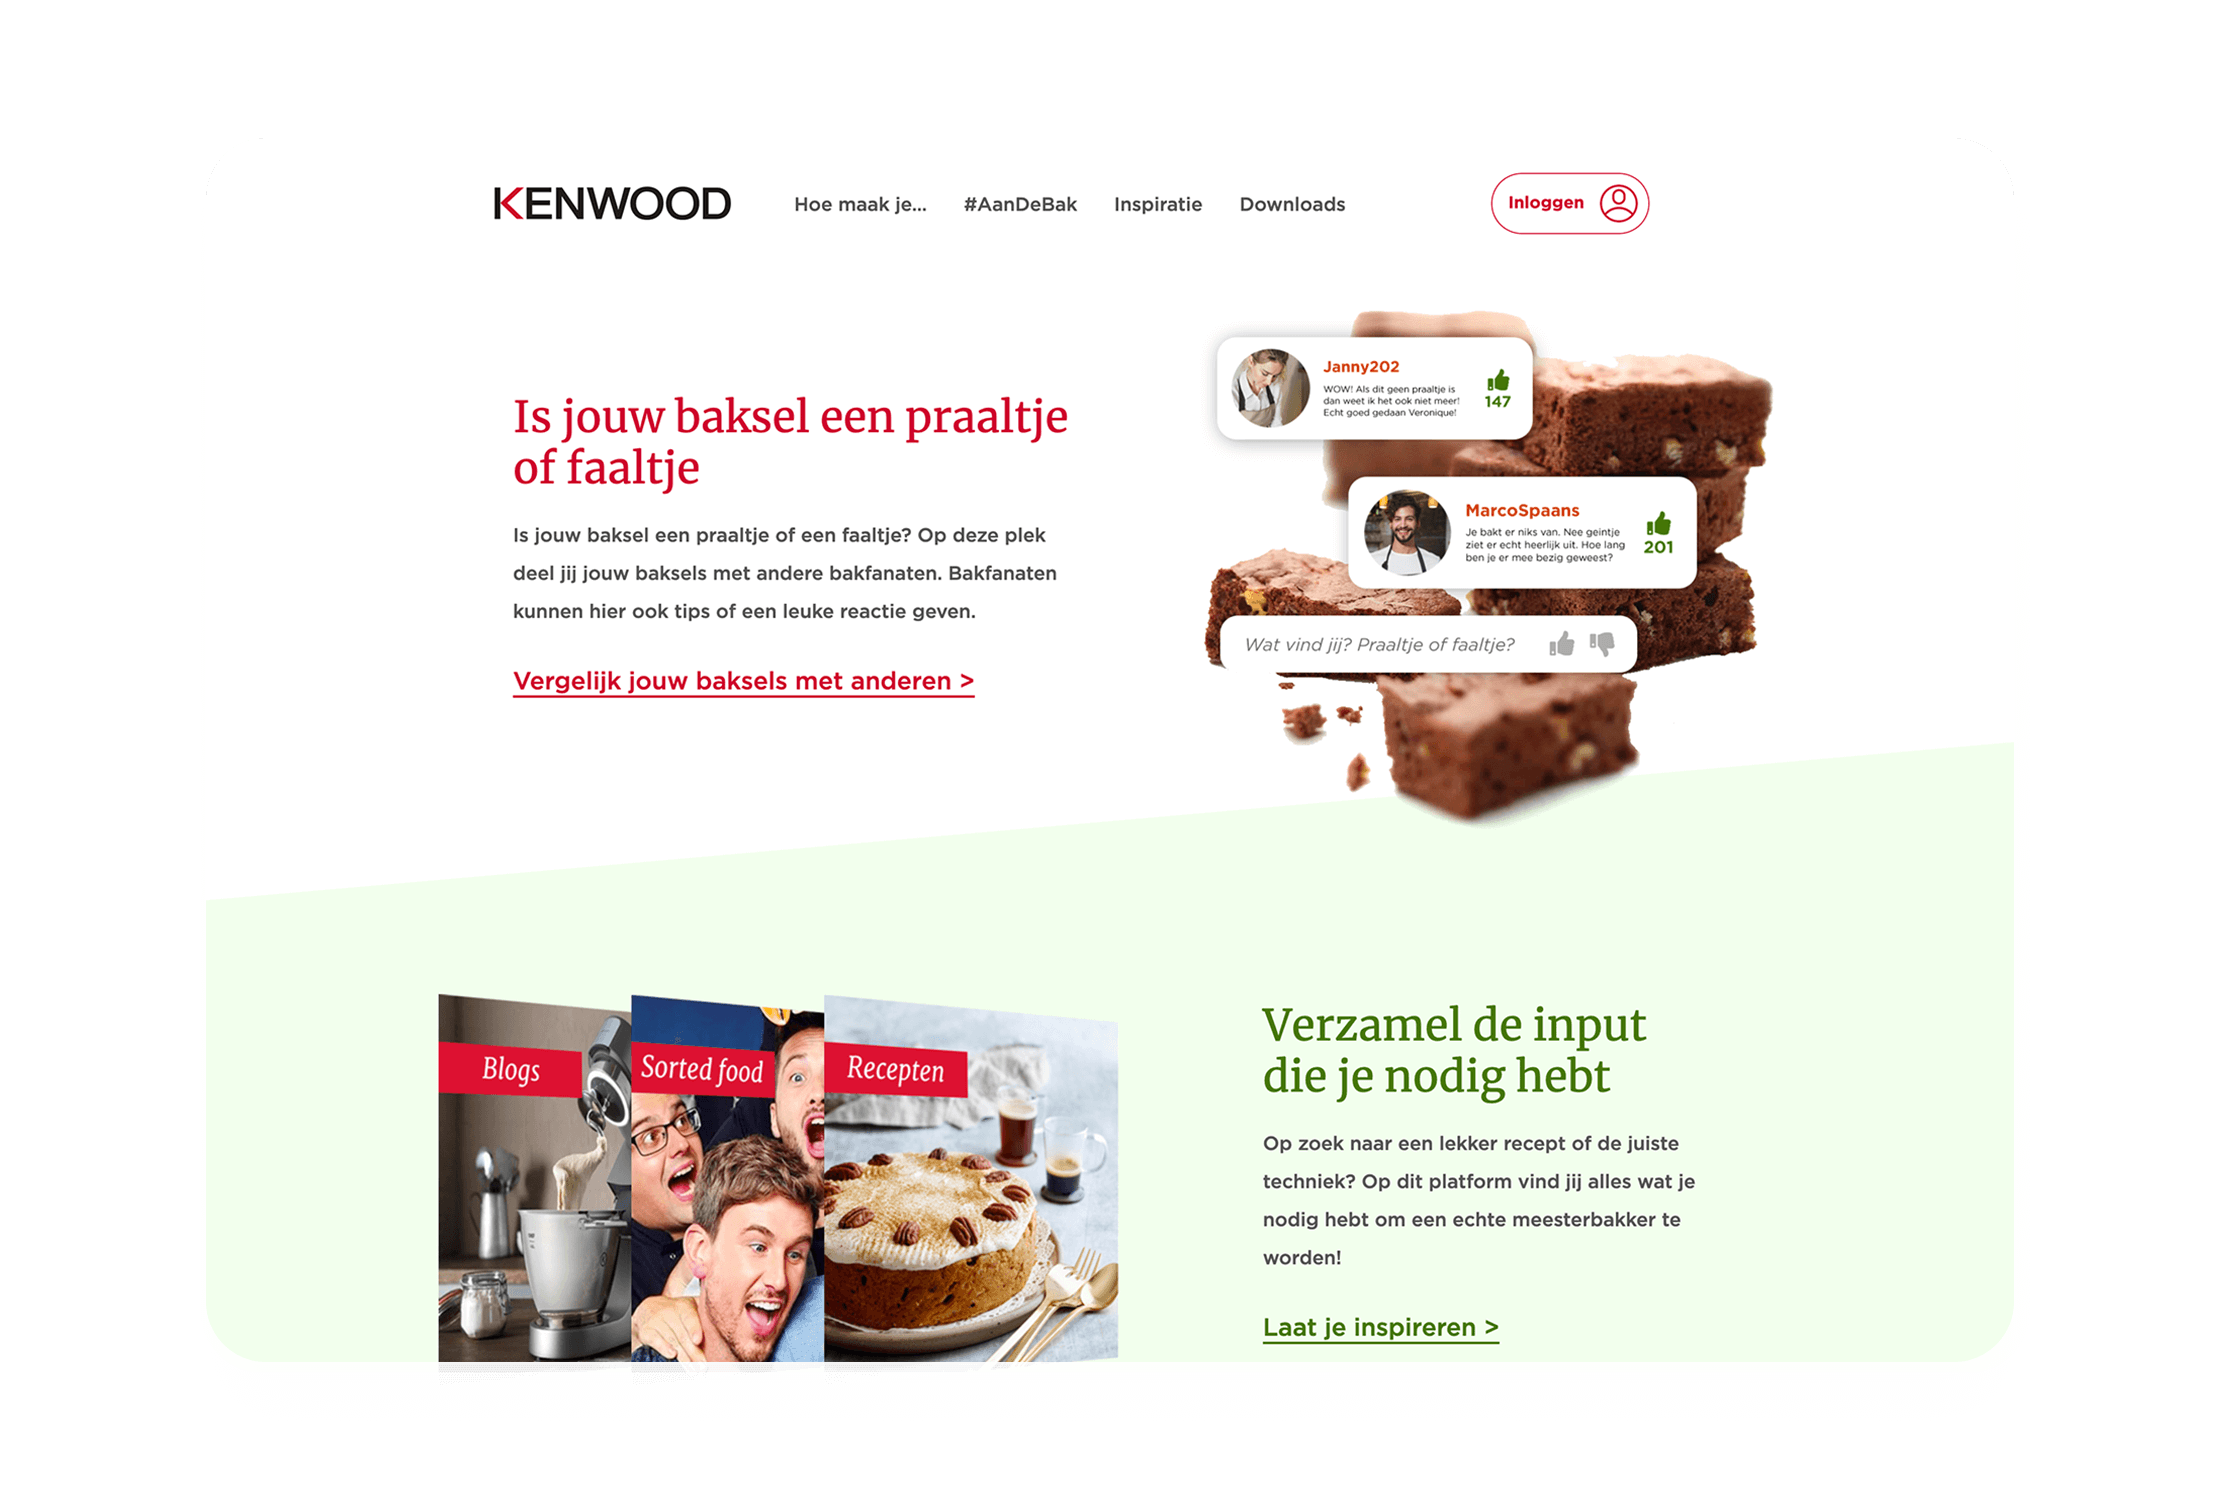 KENWOOD
Hoe maak je...
#AanDeBak
Inspiratie
Downloads
Inloggen
Is jouw baksel een praaltje
of faaltje
Is jouw baksel een praaltje of een faaltje? Op deze plek
deel jij jouw baksels met andere bakfanaten. Bakfanaten
kunnen hier ook tips of een leuke reactie geven.
Vergelijk jouw baksels met anderen >
Janny202
WOW! Als dit geen praaltje is
dan weet ik het ook niet meer!
Echt goed gedaan Veronique!
147
MarcoSpaans
Je bakt er niks van. Nee geintje
ziet er echt heerlijk uit. Hoe lang
ben je er mee bezig geweest?
201
Wat vind jij? Praaltje of faaltje?
Blogs
Sorted food
Recepten
Verzamel de input
die je nodig hebt
Op zoek naar een lekker recept of de juiste
techniek? Op dit platform vind jij alles wat je
nodig hebt om een echte meesterbakker te
worden!
Laat je inspireren >